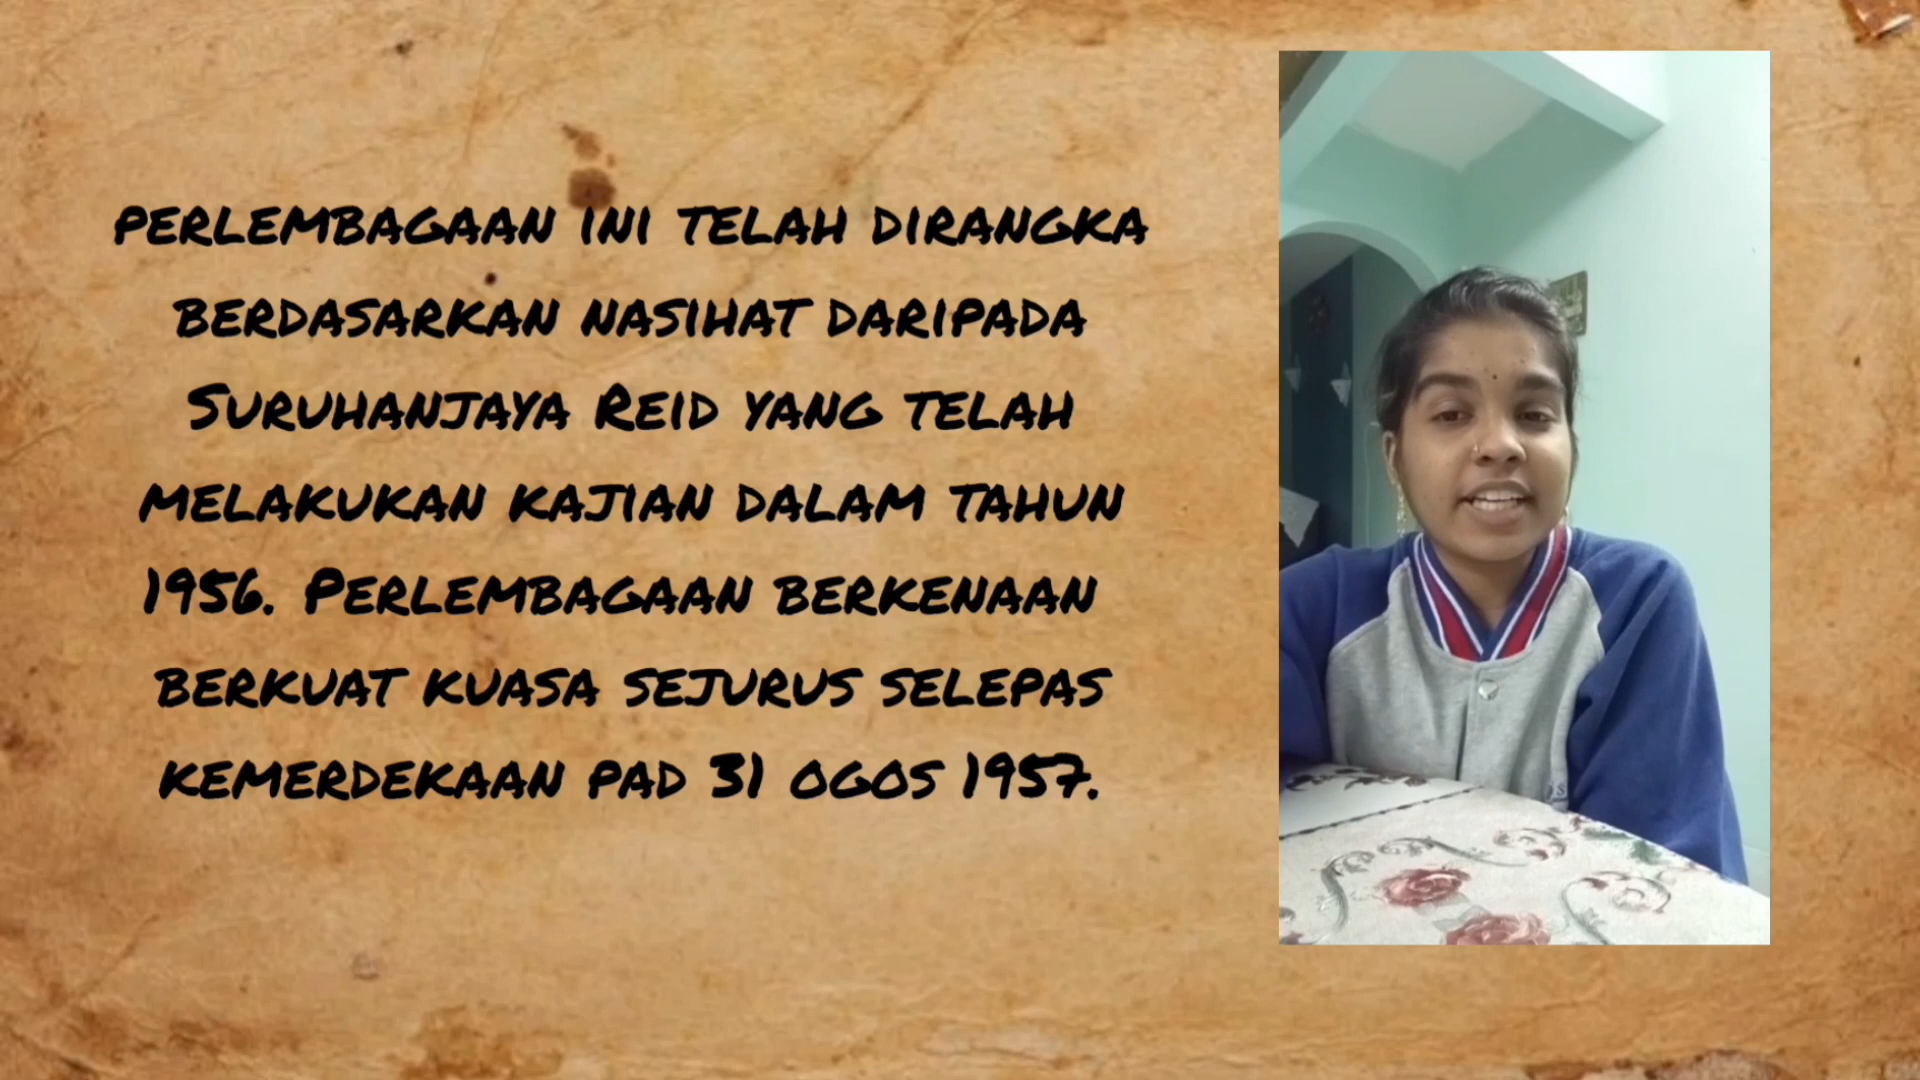 perlembagaan ini telah dirangka
berdasarkan nasihat daripada
Suruhanjaya Reid yang telah
melakukan kajian dalam tahun
1956. Perlembagaan berkenaan
berkuat kuasa sejurus selepas
kemerdekaan pad 31 ogos 1957.